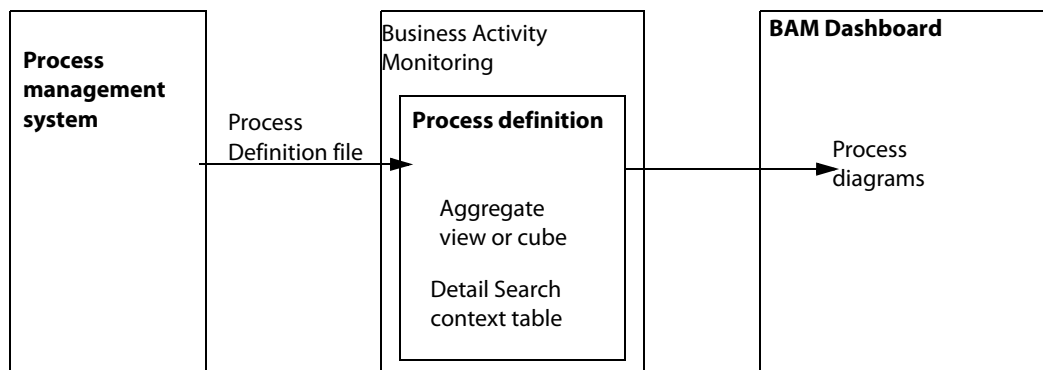 Process
management
system
Process
Definition file
Business Activity
Monitoring
Process definition
Aggregate
view or cube
Detail Search
context table
BAM Dashboard
Process
diagrams